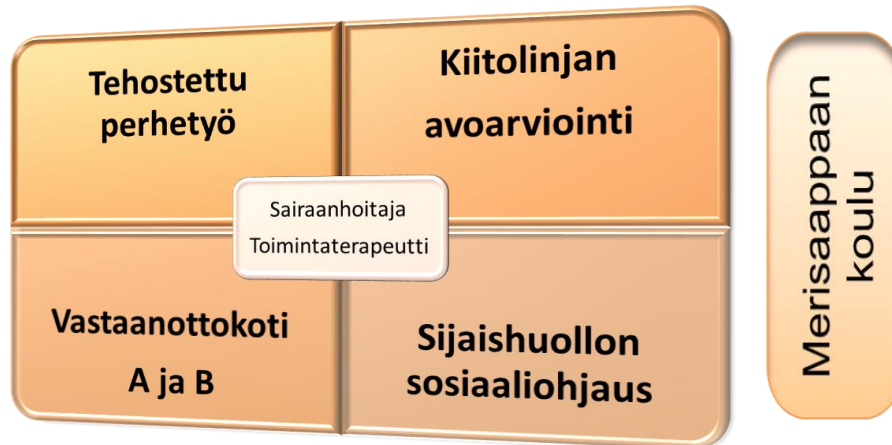 Tehostettu
perhetyö
Kiitolinjan
avoarviointi
Sairaanhoitaja
Toimintaterapeutti
Vastaanottokoti
A ja B
Sijaishuollon
sosiaaliohjaus
Merisaappaan
koulu